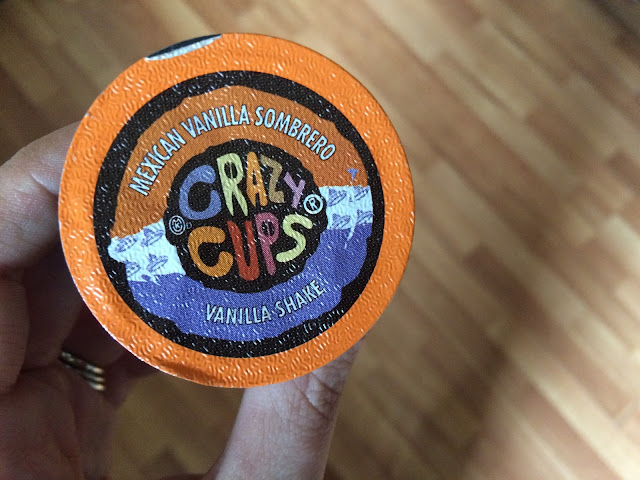 MEXICAN VANILLA SOMBRERO
CRAZY
CUPS®
VANILLA SHAKE